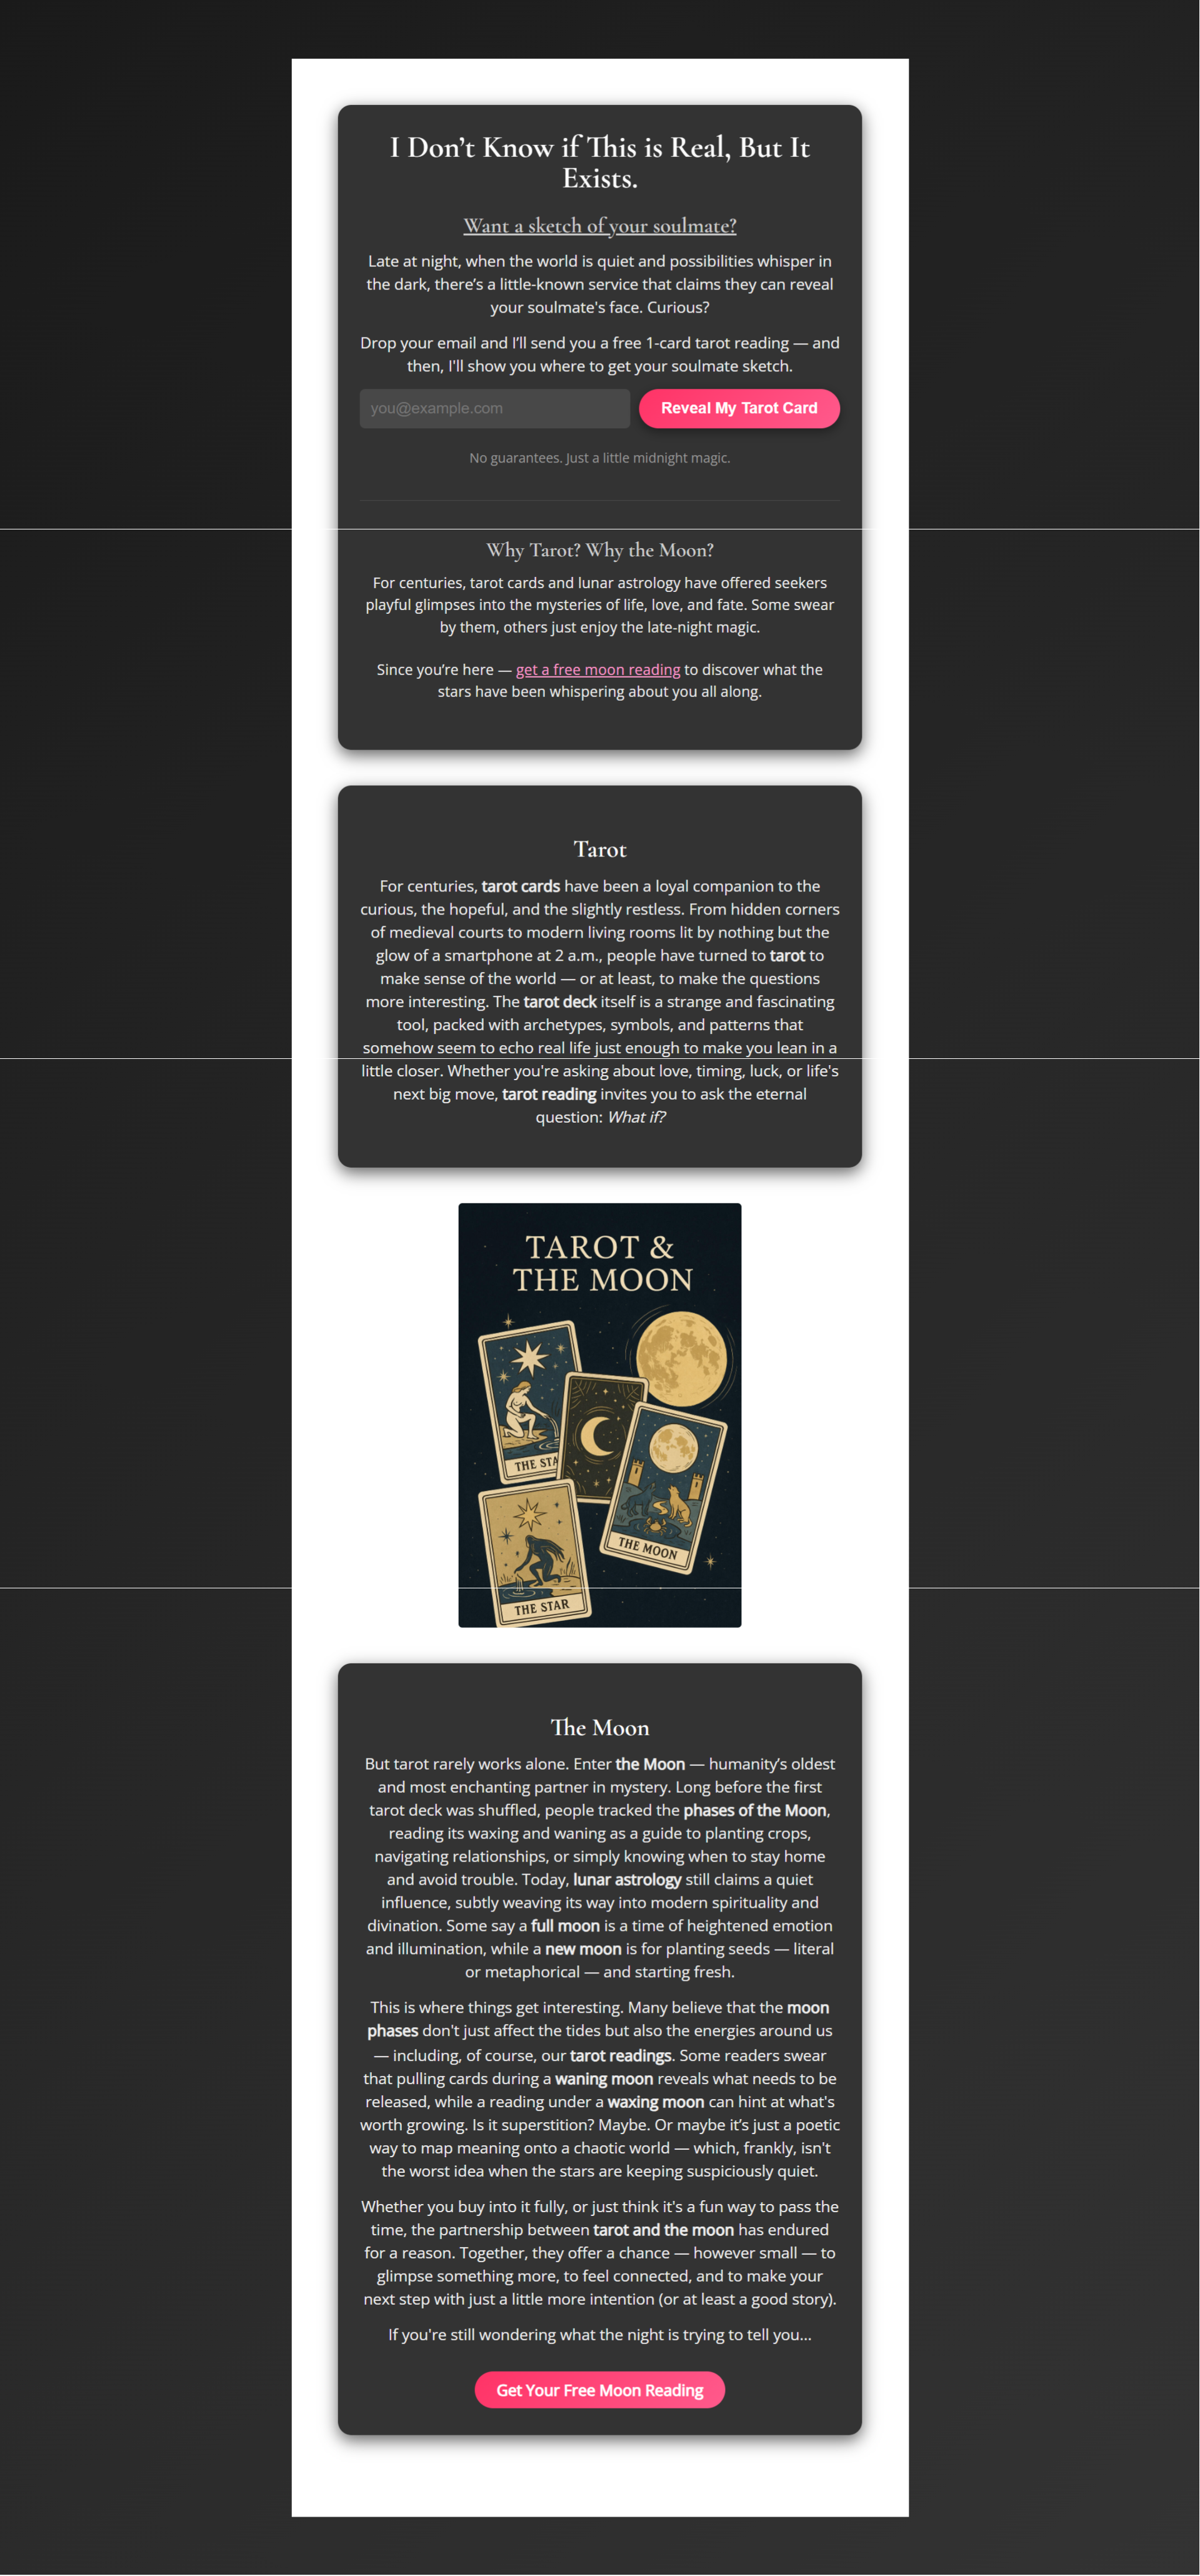 I Don’t Know if This is Real, But It
Exists.
Want a sketch of your soulmate?
Late at night, when the world is quiet and possibilities whisper in
the dark, there’s a little-known service that claims they can reveal
your soulmate's face. Curious?
Drop your email and I’ll send you a free 1-card tarot reading — and
then, I'll show you where to get your soulmate sketch.
you@example.com
Reveal My Tarot Card
No guarantees. Just a little midnight magic.
Why Tarot? Why the Moon?
For centuries, tarot cards and lunar astrology have offered seekers
playful glimpses into the mysteries of life, love, and fate. Some swear
by them, others just enjoy the late-night magic.
Since you’re here — get a free moon reading to discover what the
stars have been whispering about you all along.
Tarot
For centuries, tarot cards have been a loyal companion to the
curious, the hopeful, and the slightly restless. From hidden corners
of medieval courts to modern living rooms lit by nothing but the
glow of a smartphone at 2 a.m., people have turned to tarot to
make sense of the world — or at least, to make the questions
more interesting. The tarot deck itself is a strange and fascinating
tool, packed with archetypes, symbols, and patterns that
somehow seem to echo real life just enough to make you lean in a
little closer. Whether you're asking about love, timing, luck, or life's
next big move, tarot reading invites you to ask the eternal
question: What if?
TAROT &
THE MOON
THE STA
THE MOON
THE STAR
The Moon
But tarot rarely works alone. Enter the Moon — humanity’s oldest
and most enchanting partner in mystery. Long before the first
tarot deck was shuffled, people tracked the phases of the Moon,
reading its waxing and waning as a guide to planting crops,
navigating relationships, or simply knowing when to stay home
and avoid trouble. Today, lunar astrology still claims a quiet
influence, subtly weaving its way into modern spirituality and
divination. Some say a full moon is a time of heightened emotion
and illumination, while a new moon is for planting seeds — literal
or metaphorical — and starting fresh.
This is where things get interesting. Many believe that the moon
phases don't just affect the tides but also the energies around us
— including, of course, our tarot readings. Some readers swear
that pulling cards during a waning moon reveals what needs to be
released, while a reading under a waxing moon can hint at what's
worth growing. Is it superstition? Maybe. Or maybe it’s just a poetic
way to map meaning onto a chaotic world — which, frankly, isn't
the worst idea when the stars are keeping suspiciously quiet.
Whether you buy into it fully, or just think it's a fun way to pass the
time, the partnership between tarot and the moon has endured
for a reason. Together, they offer a chance — however small — to
glimpse something more, to feel connected, and to make your
next step with just a little more intention (or at least a good story).
If you're still wondering what the night is trying to tell you...
Get Your Free Moon Reading